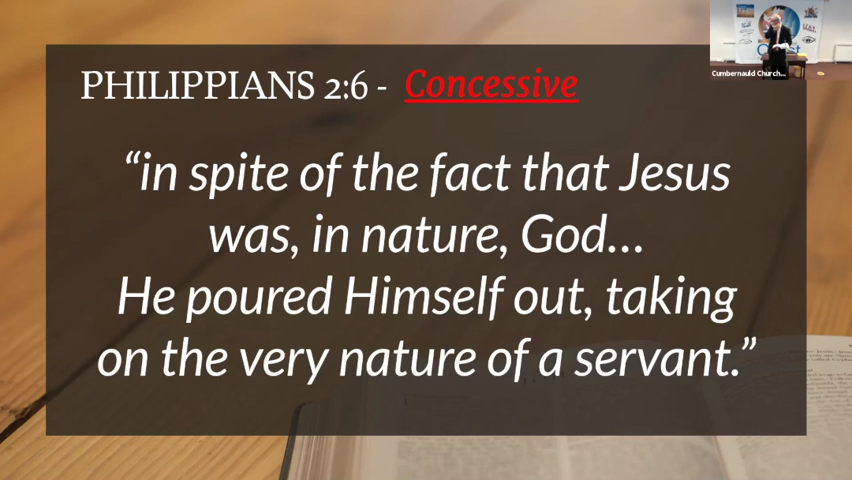 PHILIPPIANS 2:6 - Concessive
“in spite of the fact that Jesus
was, in nature, God...
He poured Himself out, taking
on the very nature of a servant.”
Cumbernauld Church...